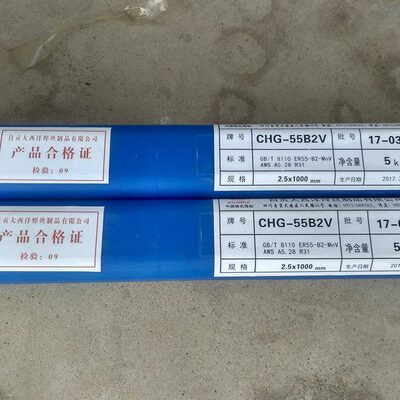 自贡大西洋焊丝制品有限公司
产品合格证
检验：09
牌号 CHG-55B2V 批号 17-03
标准 GB/T 8110 ER55-B2-MnV 净含量 5 k
AWS A5.28 R31
规格 2.5x1000 mm 生产日期 2017.
自贡大西洋焊丝制品有限公司
产品合格证
检验：09
牌号 CHG-55B2V 批号 17-0
标准 GB/T 8110 ER55-B2-MnV 净含量 5
AWS A5.28 R31
规格 2.5x1000 mm 生产日期 2017